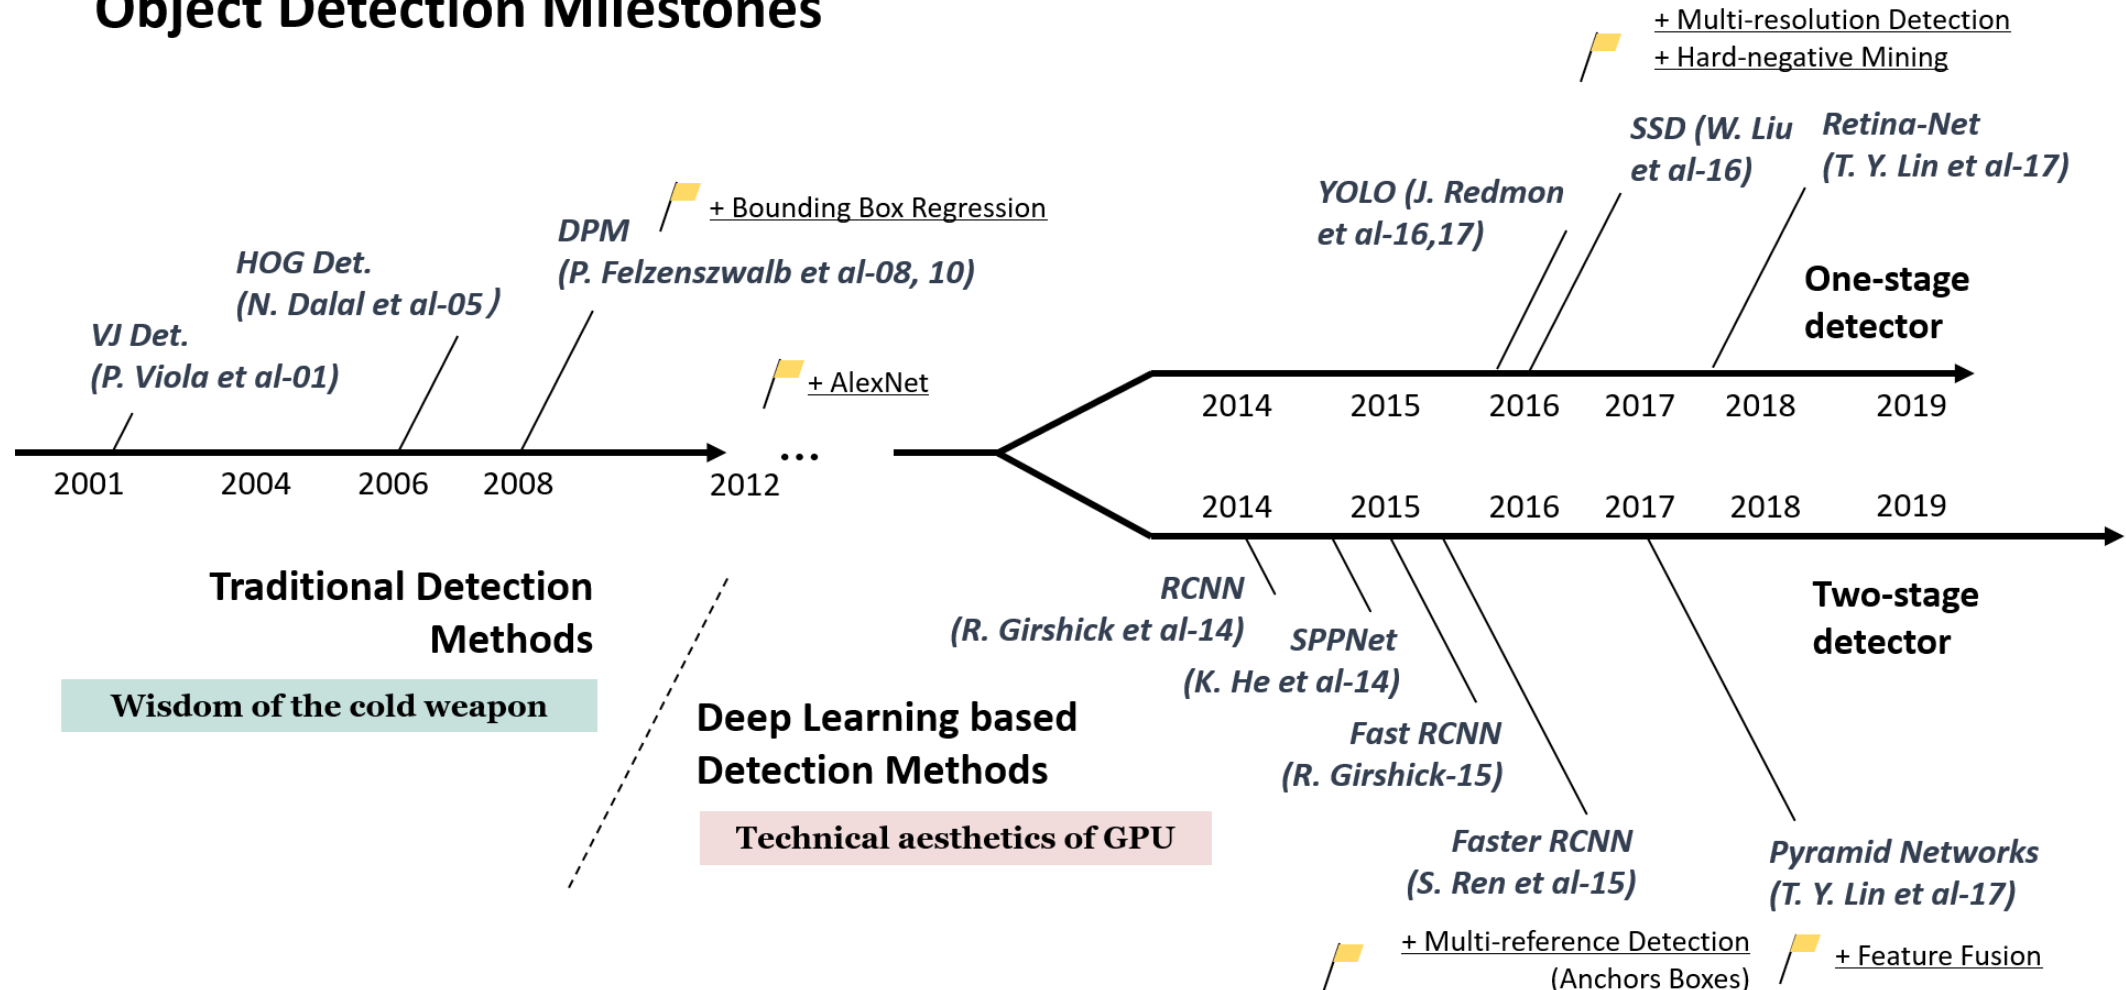 Object Detection Milestones
+ Multi-resolution Detection
+ Hard-negative Mining
SSD (W. Liu
et al-16)
Retina-Net
(T. Y. Lin et al-17)
YOLO (J. Redmon
et al-16,17)
+ Bounding Box Regression
DPM
(P. Felzenszwalb et al-08, 10)
HOG Det.
(N. Dalal et al-05)
VJ Det.
(P. Viola et al-01)
+ AlexNet
One-stage
detector
2014 2015 2016 2017 2018 2019
...
2001 2004 2006 2008 2012
2014 2015 2016 2017 2018 2019
Traditional Detection
Methods
Wisdom of the cold weapon
Deep Learning based
Detection Methods
Technical aesthetics of GPU
RCNN
(R. Girshick et al-14)
SPPNet
(K. He et al-14)
Fast RCNN
(R. Girshick-15)
Faster RCNN
(S. Ren et al-15)
Two-stage
detector
Pyramid Networks
(T. Y. Lin et al-17)
+ Multi-reference Detection
(Anchors Boxes)
+ Feature Fusion